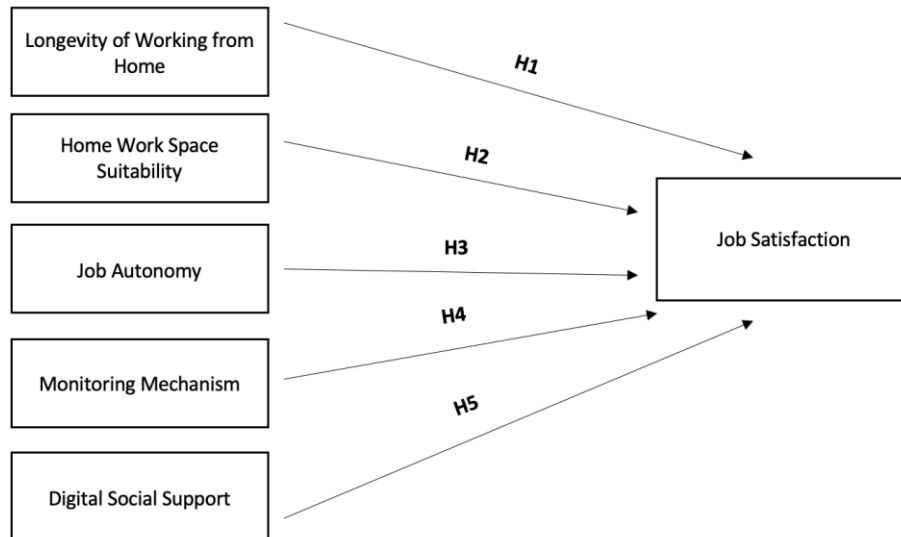 Longevity of Working from
Home
H1
Home Work Space
Suitability
H2
Job Autonomy
H3
Job Satisfaction
H4
Monitoring Mechanism
H5
Digital Social Support